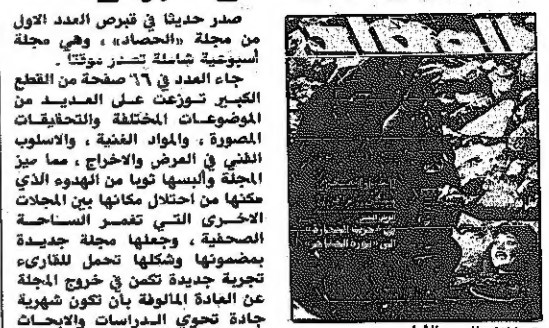 صدر حديثا في قبرص العدد الاول
من مجلة «الحصاد» ، وهي مجلة
أسبوعية شاملة تصدر موقتا .
جاء العدد في ٦٦ صفحة من القطع
الكبير توزعت على العديد من
الموضوعات المختلفة والتحقيقات
المصورة ، والمواد الغنية ، والاسلوب
الفني في العرض والاخراج ، مما ميز
المجلة وألبسها ثوبا من الهدوء الذي
مكنها من احتلال مكانها بين المجلات
الاخرى التي تغمر الساحة
الصحفية ، وجعلها مجلة جديدة
بمضمونها وشكلها تحمل للقارىء
تجربة جديدة تكمن في خروج المجلة
عن العادة المالوفة بأن تكون شهرية
جادة تحوي الدراسات والابحاث
الحصاد